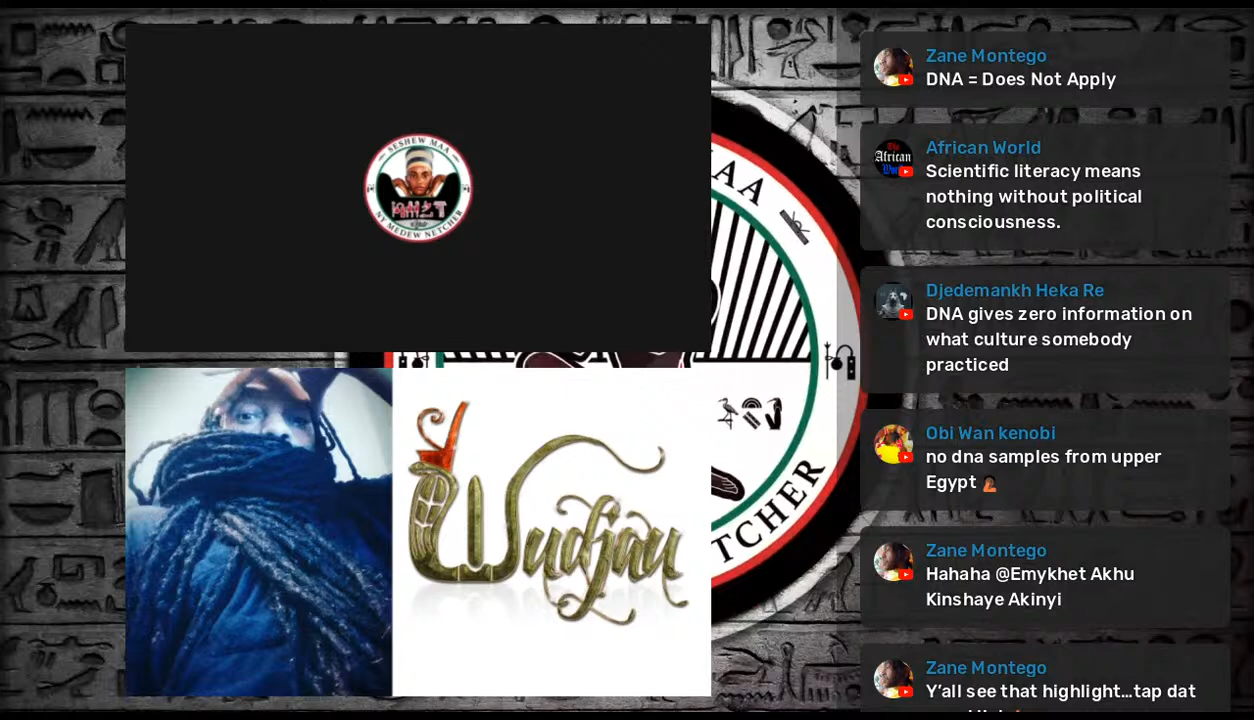 SESHEW MAA
NY MEDEW NETCHER
AA
TCHER
Wudjau
Zane Montego
DNA = Does Not Apply
The
African
African World
Scientific literacy means
nothing without political
consciousness.
Djedemankh Heka Re
DNA gives zero information on
what culture somebody
practiced
Obi Wan kenobi
no dna samples from upper
Egypt 💪🏾
Zane Montego
Hahaha @Emykhet Akhu
Kinshaye Akinyi
Zane Montego
Y'all see that highlight...tap dat